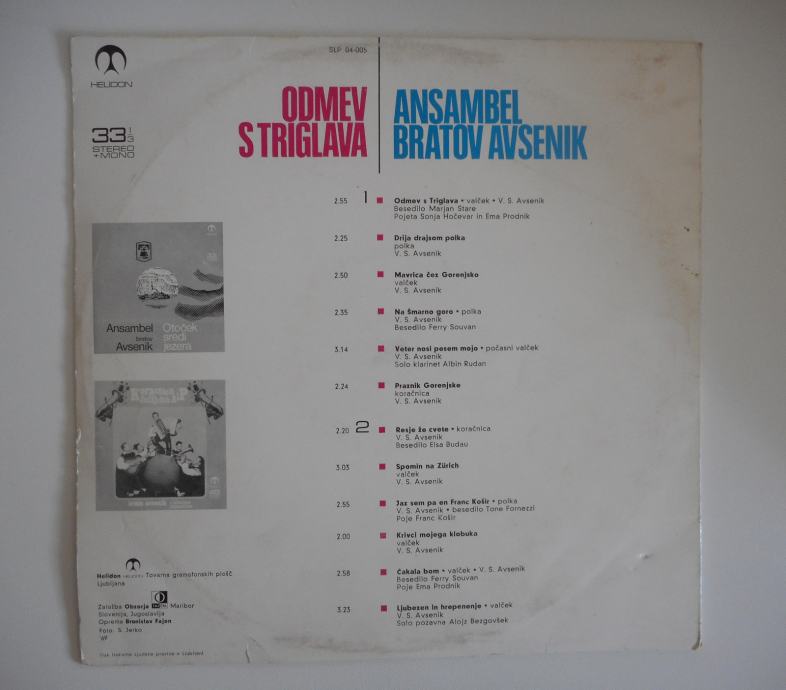 HELIDON
SLP 04-005
33 1/3
STEREO
+MONO
ODMEV
S TRIGLAVA
ANSAMBEL
BRATOV AVSENIK
2.55 1 Odmev s Triglava • valček • V. S. Avsenik
Besedilo Marjan Stare
Pojeta Sonja Hočevar in Ema Prodnik
2.25 Drija drajsom polka
polka
V. S. Avsenik
2.50 Mavrica čez Gorenjsko
valček
V. S. Avsenik
2.35 Na Šmarno goro • polka
V. S. Avsenik
Besedilo Ferry Souvan
3.14 Veter nosi pesem mojo • počasni valček
V. S. Avsenik
Solo klarinet Albin Rudan
2.24 Praznik Gorenjske
koračnica
V. S. Avsenik
2.20 2 Resje že cvete • koračnica
V. S. Avsenik
Besedilo Elsa Budau
3.03 Spomin na Zürich
valček
V. S. Avsenik
2.55 Jaz sem pa en Franc Košir • polka
V. S. Avsenik • besedilo Tone Fornezzi
Poje Franc Košir
2.00 Krivci mojega klobuka
valček
V. S. Avsenik
2.58 Čakala bom • valček • V. S. Avsenik
Besedilo Ferry Souvan
Poje Ema Prodnik
3.23 Ljubezen in hrepenenje • valček
V. S. Avsenik
Solo pozavna Alojz Bezgovšek
Ansambel
bratov
Avsenik
Otoček
sredi
jezera
Helidon HELIDON Tovarna gramofonskih plošč
Ljubljana
Založba Obzorja Maribor
Slovenija, Jugoslavija
Oprema Branislav Fajon
Foto: S. Jerko